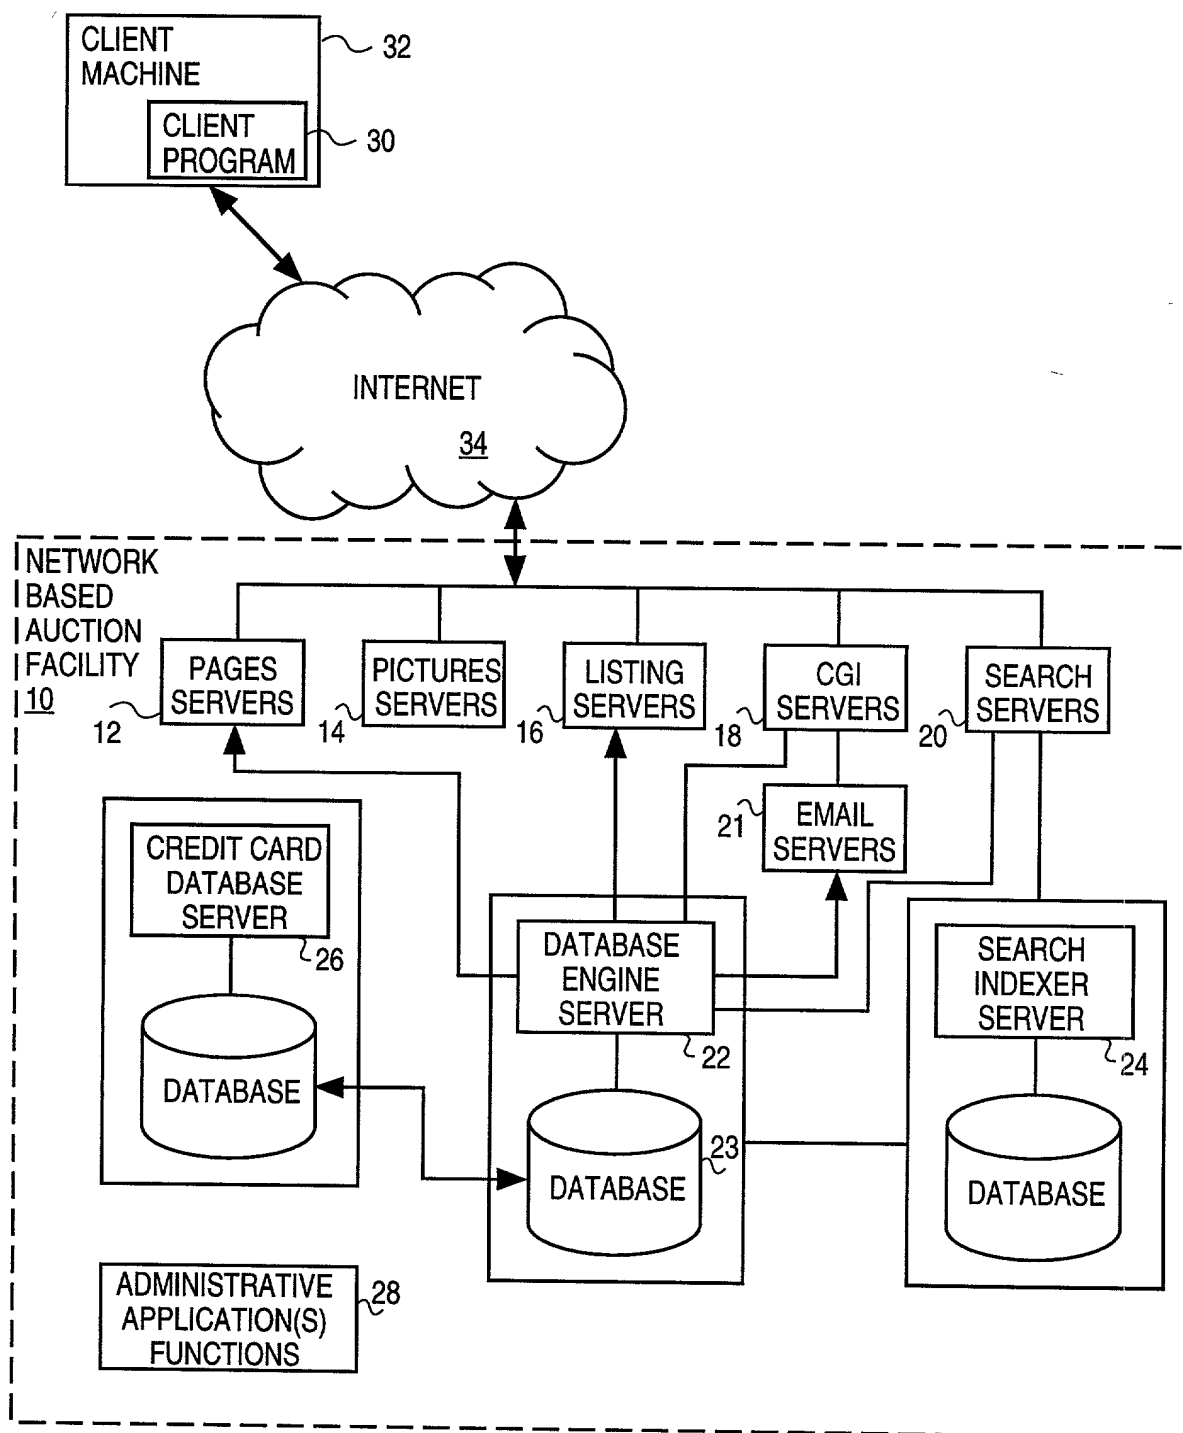 CLIENT
MACHINE
32
CLIENT
PROGRAM
30
INTERNET
34
NETWORK
BASED
AUCTION
FACILITY
10
PAGES
SERVERS
12
PICTURES
SERVERS
14
LISTING
SERVERS
16
CGI
SERVERS
18
SEARCH
SERVERS
20
EMAIL
SERVERS
21
CREDIT CARD
DATABASE
SERVER
26
DATABASE
DATABASE
ENGINE
SERVER
22
DATABASE
23
SEARCH
INDEXER
SERVER
24
DATABASE
ADMINISTRATIVE
APPLICATION(S)
FUNCTIONS
28